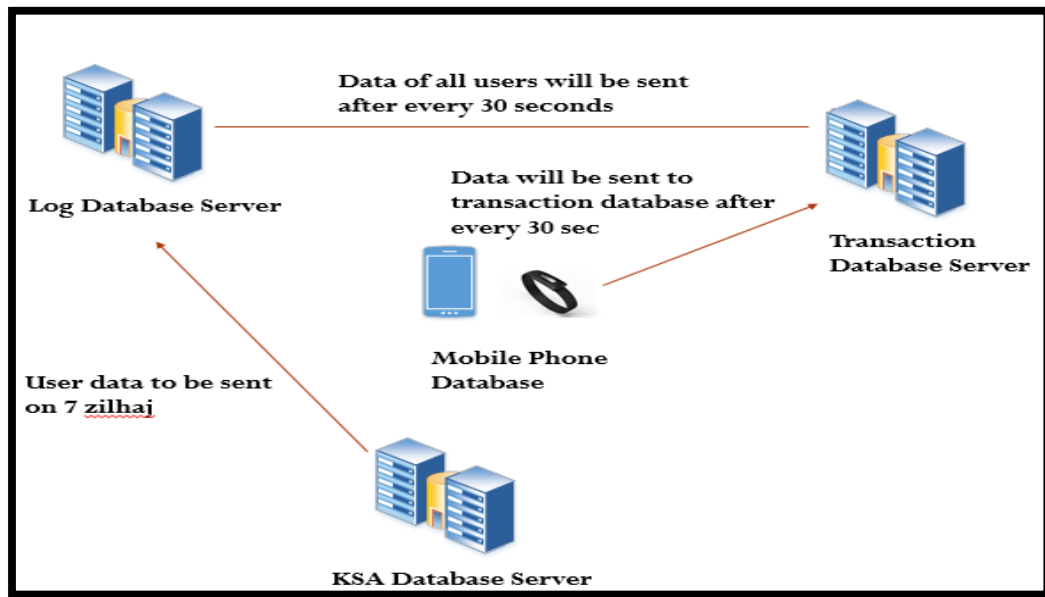 Data of all users will be sent
after every 30 seconds
Log Database Server
Data will be sent to
transaction database after
every 30 sec
Transaction
Database Server
Mobile Phone
Database
User data to be sent
on 7 zilhaj
KSA Database Server